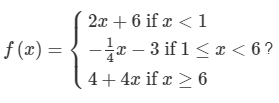 f(x) = { 2x + 6 if x < 1
-1/4x − 3 if 1 ≤ x < 6 ?
4 + 4x if x ≥ 6